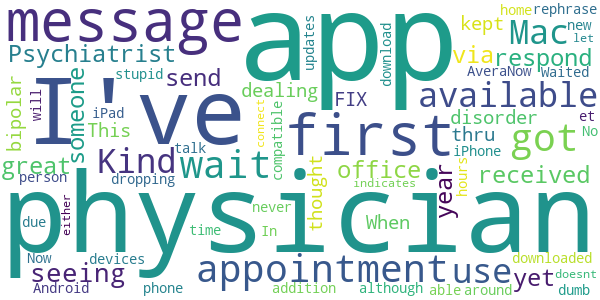 home rephrase
message app Mac new
kept let
Psychiatrist updates download via respond
stupid send AveraNow Waited
bipolar will someone I've dealing available
iPad This FIX disorder thru et No
connect compatible first iPhone got
great Kind wait office
person talk dropping thought year hours received
physician indicates
due either When
never time In
Now devices appointment use yet downloaded
seeing doesnt
Android phone addition although able around dumb